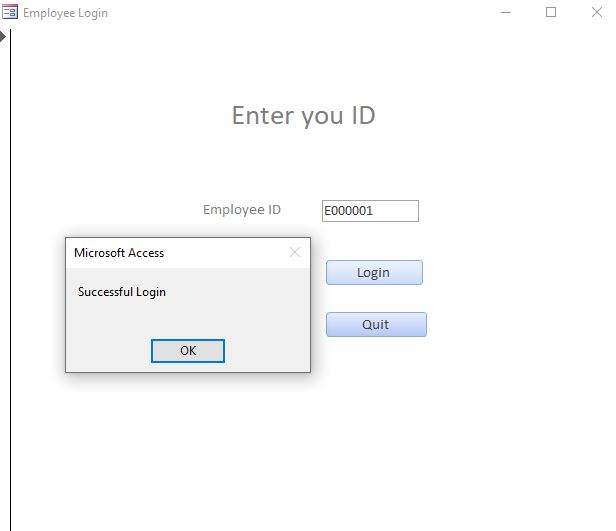 Employee Login
Enter you ID
Employee ID
E000001
Microsoft Access
Successful Login
OK
Login
Quit